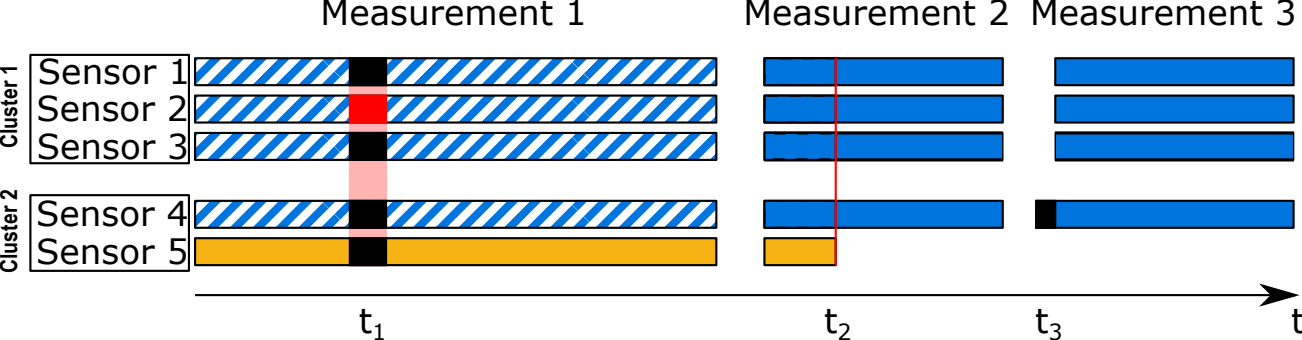 Measurement 1 Measurement 2 Measurement 3
Cluster 1
Sensor 1
Sensor 2
Sensor 3
Cluster 2
Sensor 4
Sensor 5
t1 t2 t3 t